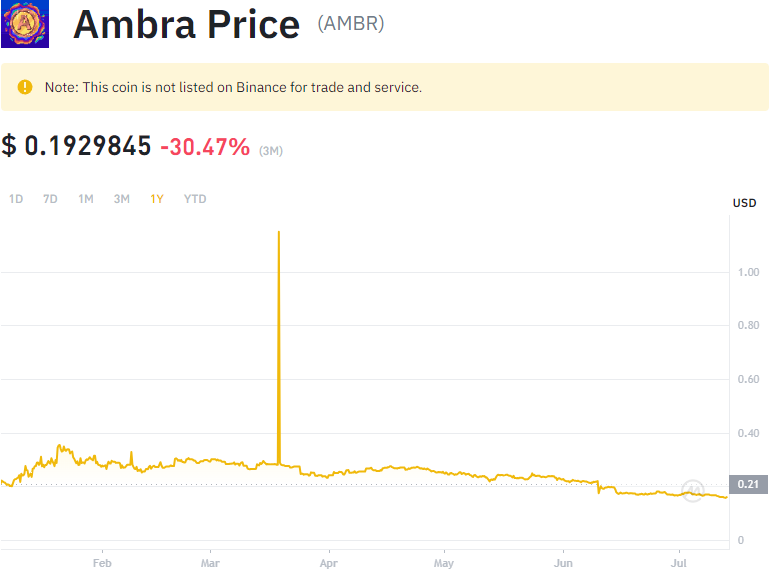 Ambra Price (AMBR)
Note: This coin is not listed on Binance for trade and service.
$ 0.1929845 -30.47% (3M)
1D 7D 1M 3M 1Y YTD
USD
1.00
0.80
0.60
0.40
0.21
0
Feb Mar Apr May Jun Jul